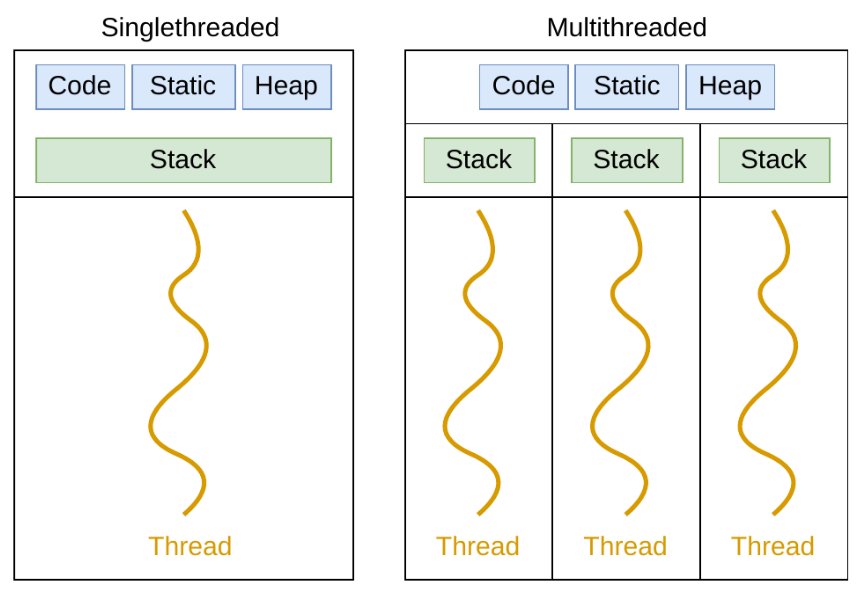 Singlethreaded
Code Static Heap
Stack
Thread
Multithreaded
Code Static Heap
Stack Stack Stack
Thread Thread Thread